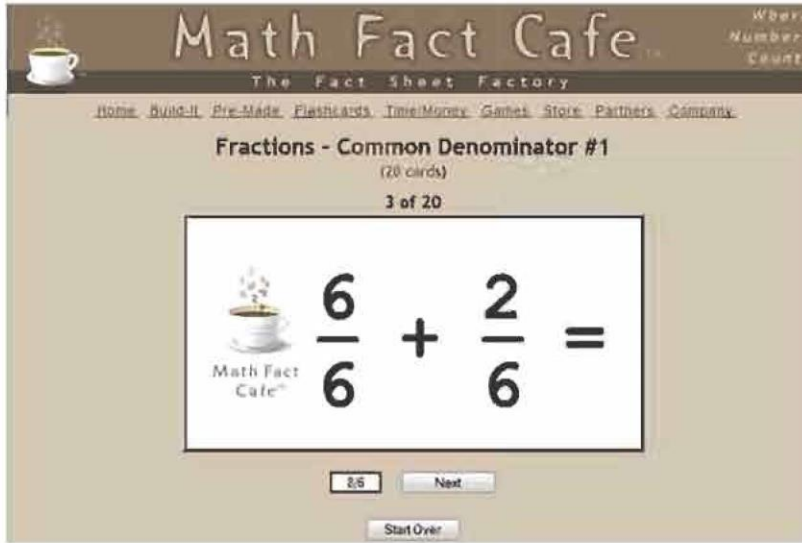 Math Fact Cafe
Where
Number
Count
The Fact Sheet Factory
Home Build-It Pre-Made Flashcards Time/Money Games Store Partners Company
Fractions - Common Denominator #1
(20 cards)
3 of 20
6/6 + 2/6 =
Math Fact
Cafe™
Next
Start Over